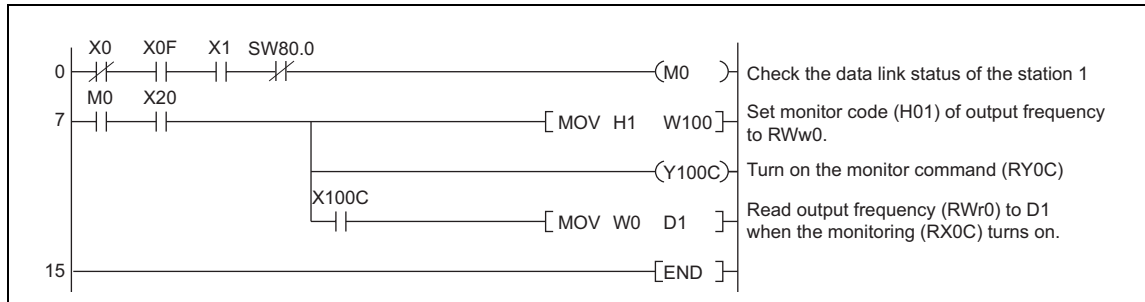 X0 X0F X1 SW80.0
0 M0 Check the data link status of the station 1
M0 X20
7 MOV H1 W100 Set monitor code (H01) of output frequency
to RWw0.
Y100C Turn on the monitor command (RY0C)
X100C
MOV W0 D1 Read output frequency (RWr0) to D1
when the monitoring (RX0C) turns on.
15 END